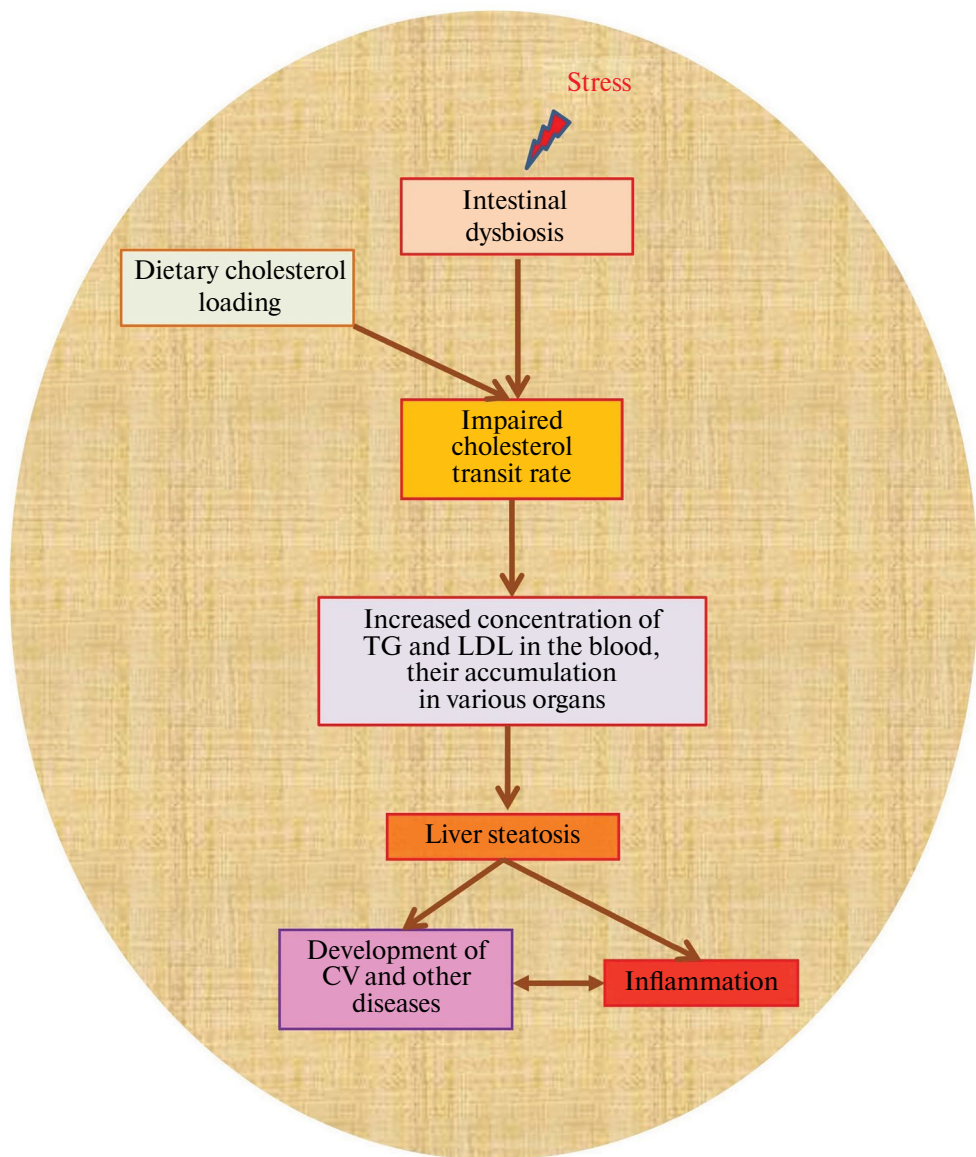 Stress
Intestinal
dysbiosis
Dietary cholesterol
loading
Impaired
cholesterol
transit rate
Increased concentration of
TG and LDL in the blood,
their accumulation
in various organs
Liver steatosis
Development of
CV and other
diseases
Inflammation